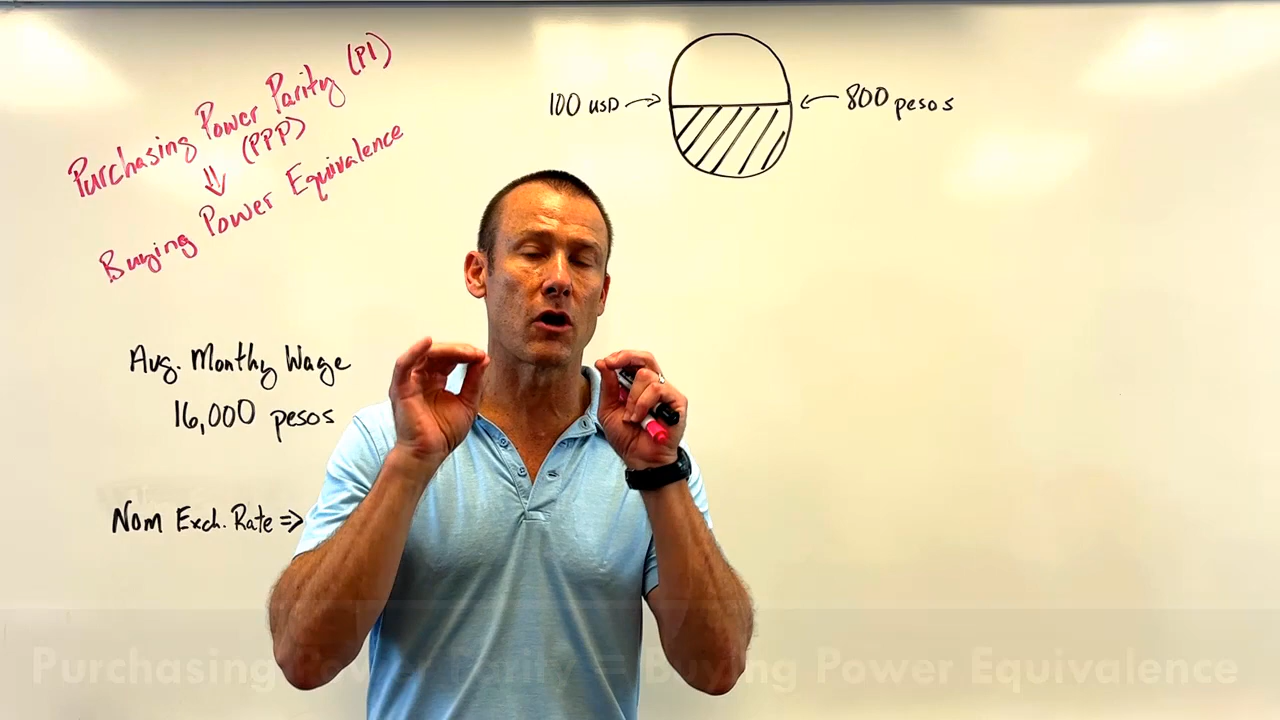 Purchasing Power Parity (PI)
(PPP)
⇓
Buying Power Equivalence
100 USD →
← 800 pesos
Avg. Monthy Wage
16,000 pesos
Nom Exch. Rate ⇒
Purchasing Power Parity = Buying Power Equivalence